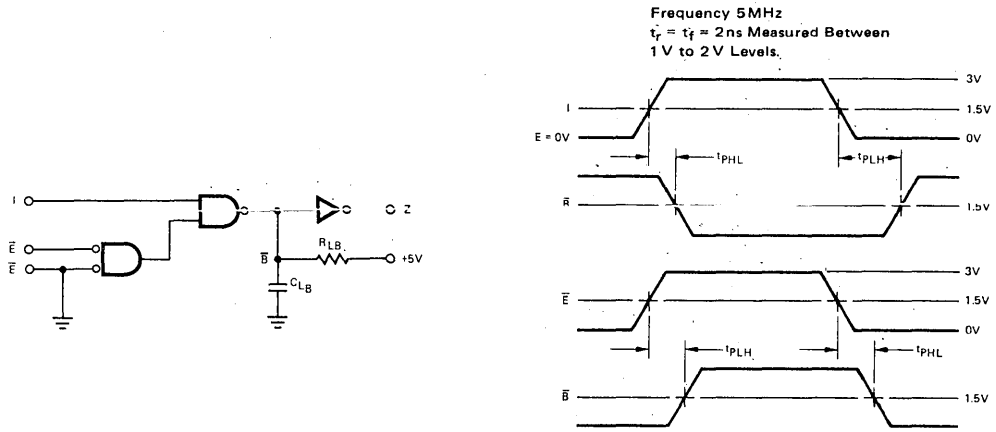 Frequency 5MHz
tr = tf = 2ns Measured Between
1V to 2V Levels.
3V
I
1.5V
E = 0V
0V
tPHL
tPLH
B̅
1.5V
I
E̅
E̅
Z
B̅
RLB
+5V
CLB
3V
E̅
1.5V
0V
tPLH
tPHL
B̅
1.5V